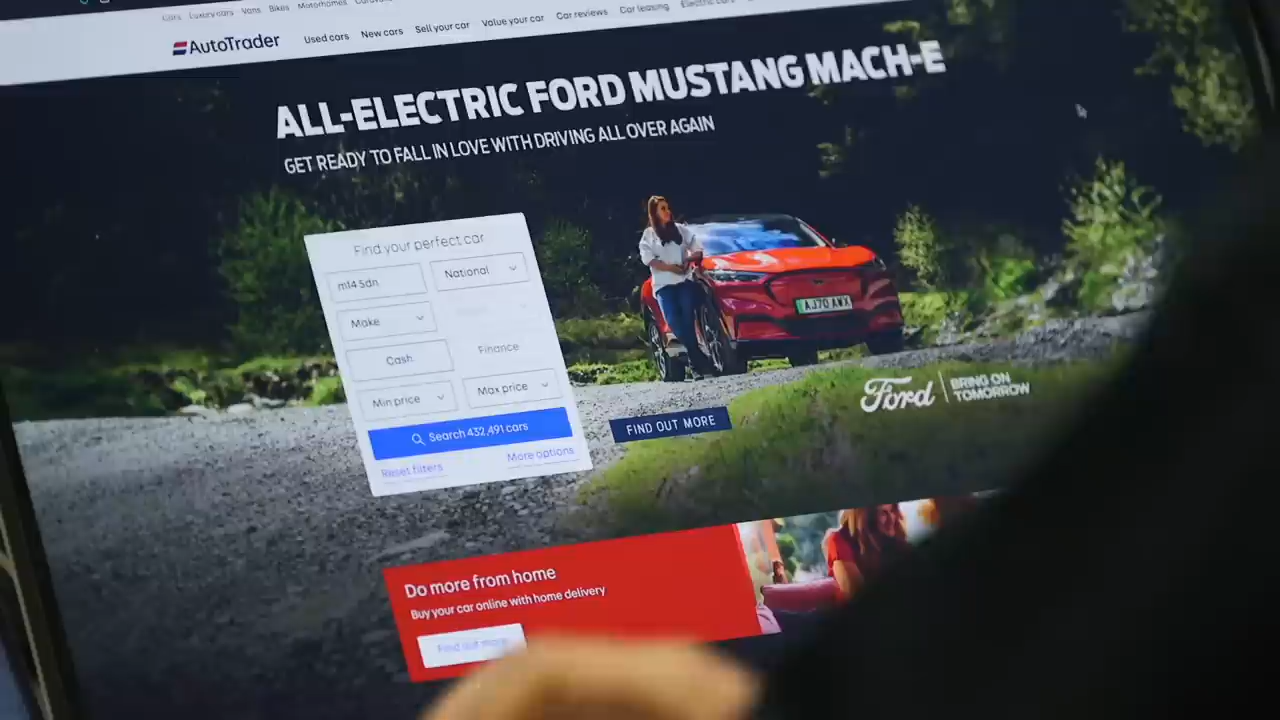 Cars Luxury cars Vans Bikes Motorhomes
AutoTrader Used cars New cars Sell your car Value your car Car reviews Car leasing Electric cars
ALL-ELECTRIC FORD MUSTANG MACH-E
GET READY TO FALL IN LOVE WITH DRIVING ALL OVER AGAIN
Find your perfect car
m14 5dn National
Make
Cash Finance
Min price Max price
Search 432,491 cars
Reset filters More options
AJ70 AWX
FIND OUT MORE
Ford BRING ON
TOMORROW
Do more from home
Buy your car online with home delivery
Find out more